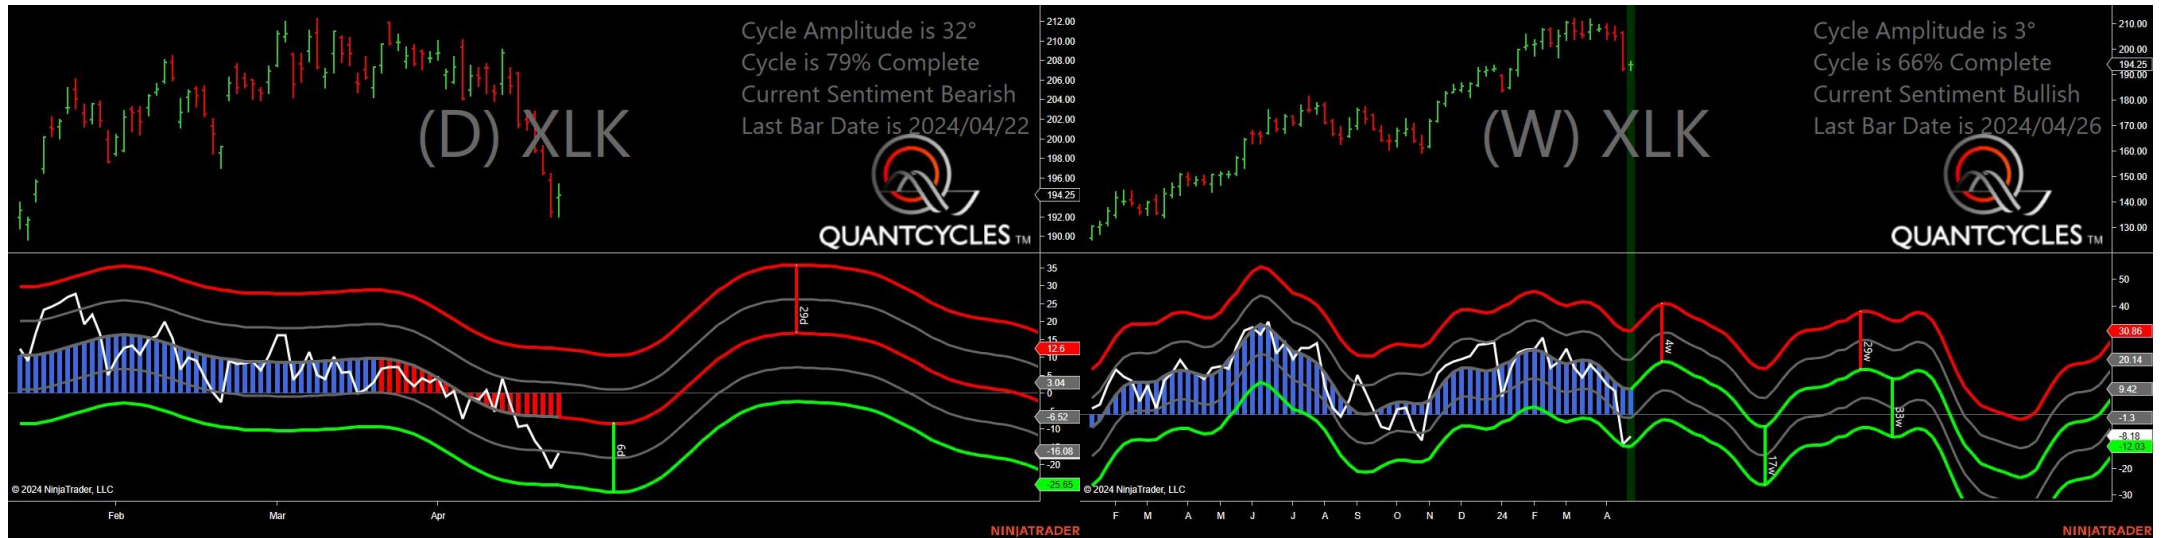 Cycle Amplitude is 32°
Cycle is 79% Complete
Current Sentiment Bearish
Last Bar Date is 2024/04/22
(D) XLK
QUANTCYCLES TM
212.00
210.00
208.00
206.00
204.00
202.00
200.00
198.00
196.00
194.25
192.00
190.00
35
30
25
20
15
12.6
10
5
3.04
0
-6.52
-10
-16.08
-20
-25.65
29d
6d
© 2024 NinjaTrader, LLC
Feb Mar Apr
NINJATRADER
Cycle Amplitude is 3°
Cycle is 66% Complete
Current Sentiment Bullish
Last Bar Date is 2024/04/26
(W) XLK
QUANTCYCLES TM
210.00
200.00
194.25
190.00
180.00
170.00
160.00
150.00
140.00
130.00
50
40
30.86
20.14
9.42
-1.3
-8.18
-12.03
-20
-30
4w
29w
17w
33w
© 2024 NinjaTrader, LLC
F M A M J J A S O N D 24 F M A
NINJATRADER